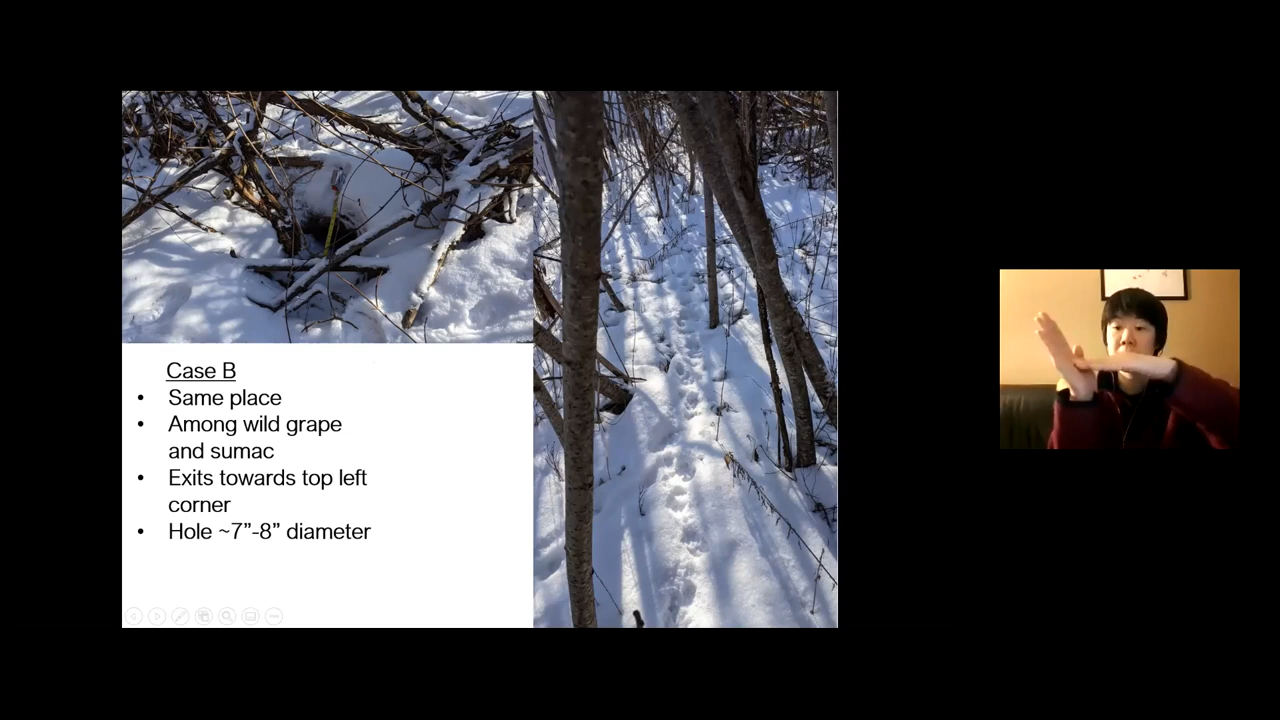 Case B
• Same place
• Among wild grape
and sumac
• Exits towards top left
corner
• Hole ~7”-8” diameter